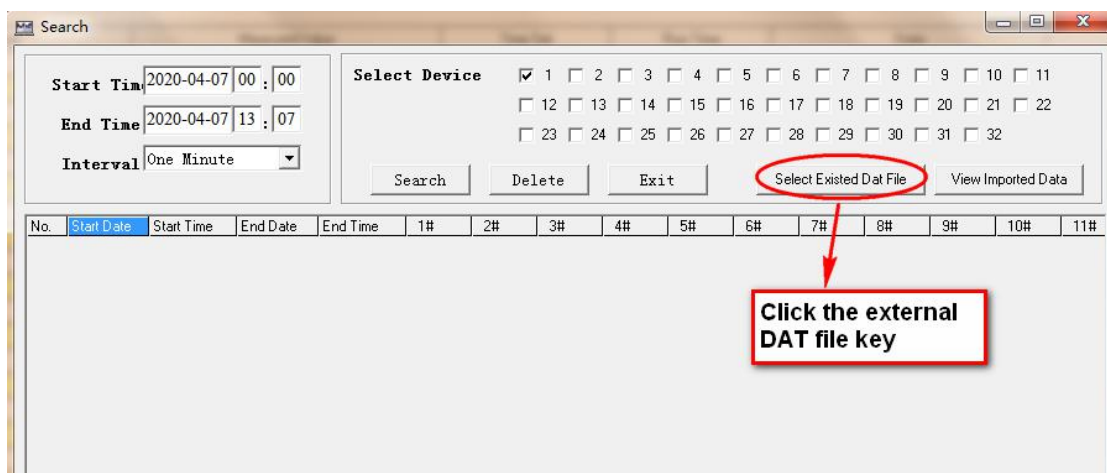 Search
Start Tim 2020-04-07 00 : 00
End Time 2020-04-07 13 : 07
Interval One Minute
Select Device 1 2 3 4 5 6 7 8 9 10 11
12 13 14 15 16 17 18 19 20 21 22
23 24 25 26 27 28 29 30 31 32
Search Delete Exit Select Existed Dat File View Imported Data
No. Start Date Start Time End Date End Time 1# 2# 3# 4# 5# 6# 7# 8# 9# 10# 11#
Click the external
DAT file key